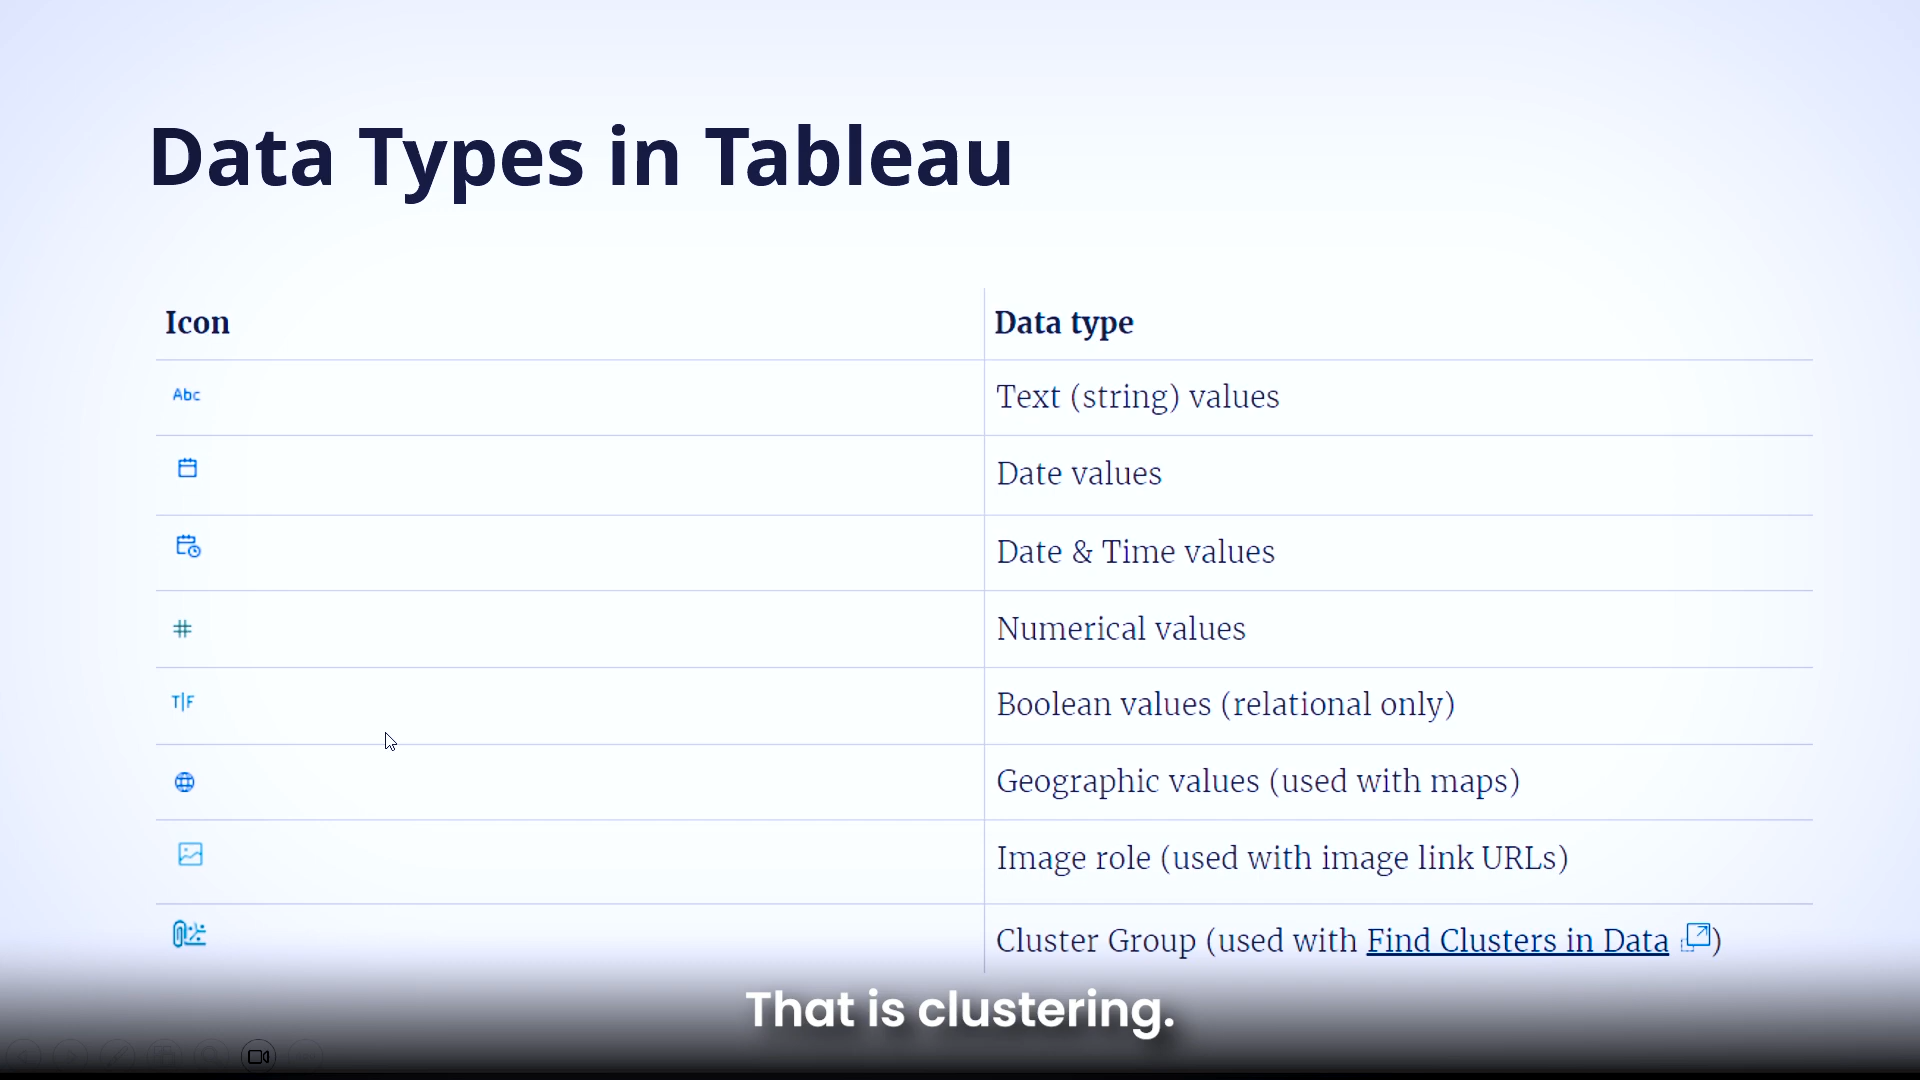 Data Types in Tableau
Icon Data type
Abc Text (string) values
Date values
Date & Time values
# Numerical values
T|F Boolean values (relational only)
Geographic values (used with maps)
Image role (used with image link URLs)
Cluster Group (used with Find Clusters in Data )
That is clustering.